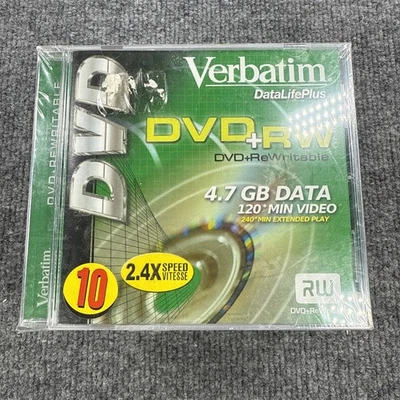 Verbatim
DataLifePlus
DVD
DVD+RW
DVD+ReWritable
4.7 GB DATA
120*MIN VIDEO
240*MIN EXTENDED PLAY
10
2.4X SPEED
VITESSE
RW
Verbatim
DVD+REWRITABLE